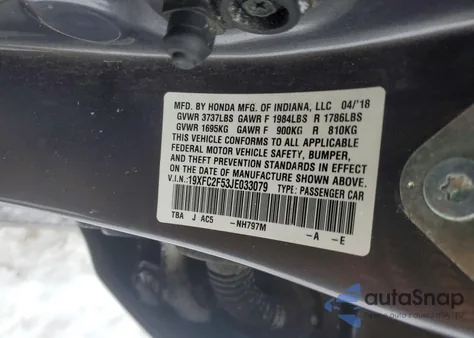 MFD. BY HONDA MFG. OF INDIANA, LLC 04/'18
GVWR 3737LBS GAWR F 1984LBS R 1786LBS
GVWR 1695KG GAWR F 900KG R 810KG
THIS VEHICLE CONFORMS TO ALL APPLICABLE
FEDERAL MOTOR VEHICLE SAFETY, BUMPER,
AND THEFT PREVENTION STANDARDS IN EFFECT
ON THE DATE OF MANUFACTURE SHOWN ABOVE.
V.I.N.: 19XFC2F53JE033079 TYPE: PASSENGER CAR
TBA J AC5 -NH797M -A -E
autoSnap